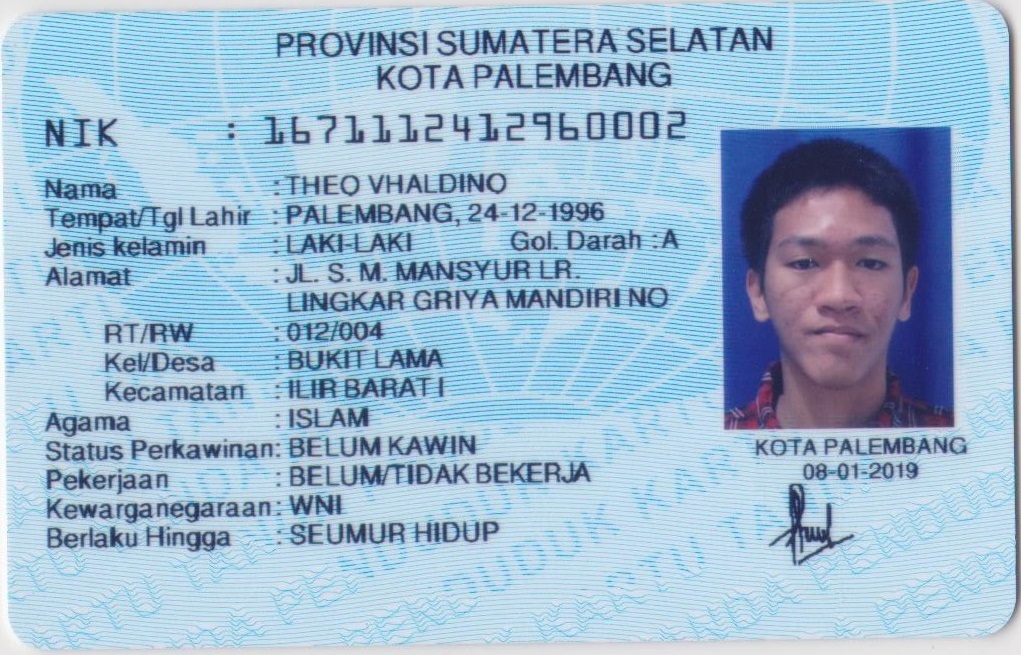 PROVINSI SUMATERA SELATAN
KOTA PALEMBANG
NIK : 1671112412960002
Nama : THEO VHALDINO
Tempat/Tgl Lahir : PALEMBANG, 24-12-1996
Jenis kelamin : LAKI-LAKI Gol. Darah : A
Alamat : JL. S. M. MANSYUR LR.
LINGKAR GRIYA MANDIRI NO
RT/RW : 012/004
Kel/Desa : BUKIT LAMA
Kecamatan : ILIR BARAT I
Agama : ISLAM
Status Perkawinan: BELUM KAWIN
Pekerjaan : BELUM/TIDAK BEKERJA
Kewarganegaraan: WNI
Berlaku Hingga : SEUMUR HIDUP
KOTA PALEMBANG
08-01-2019